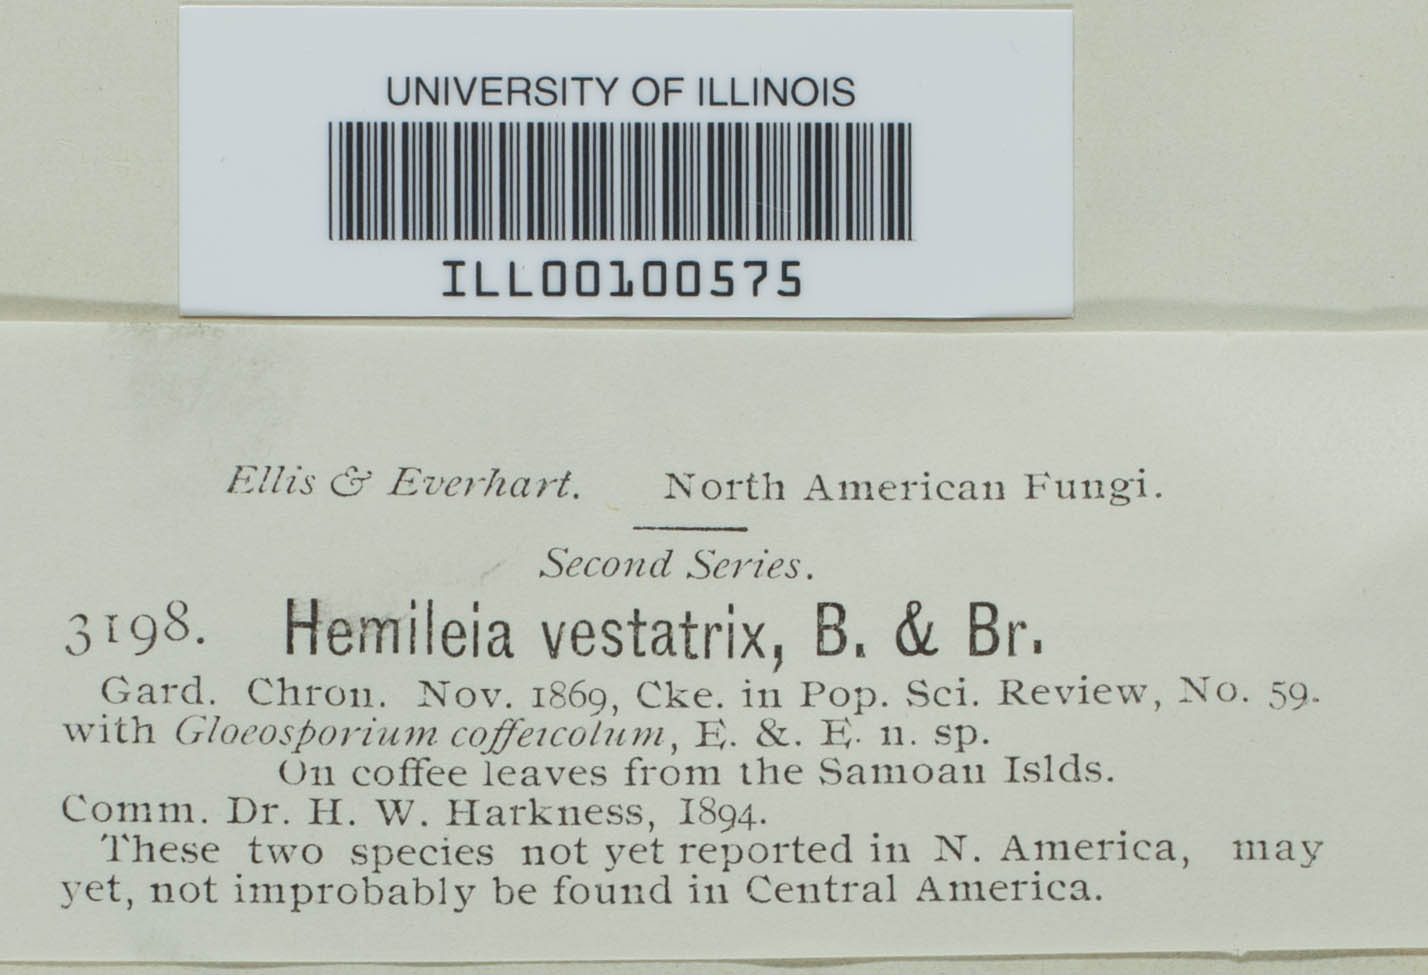 UNIVERSITY OF ILLINOIS
ILL00100575
Ellis & Everhart. North American Fungi.
Second Series.
3198. Hemileia vestatrix, B. & Br.
Gard. Chron. Nov. 1869, Cke. in Pop. Sci. Review, No. 59.
with Gloeosporium coffeicolum, E. &. E. n. sp.
On coffee leaves from the Samoan Islds.
Comm. Dr. H. W. Harkness, 1894.
These two species not yet reported in N. America, may
yet, not improbably be found in Central America.